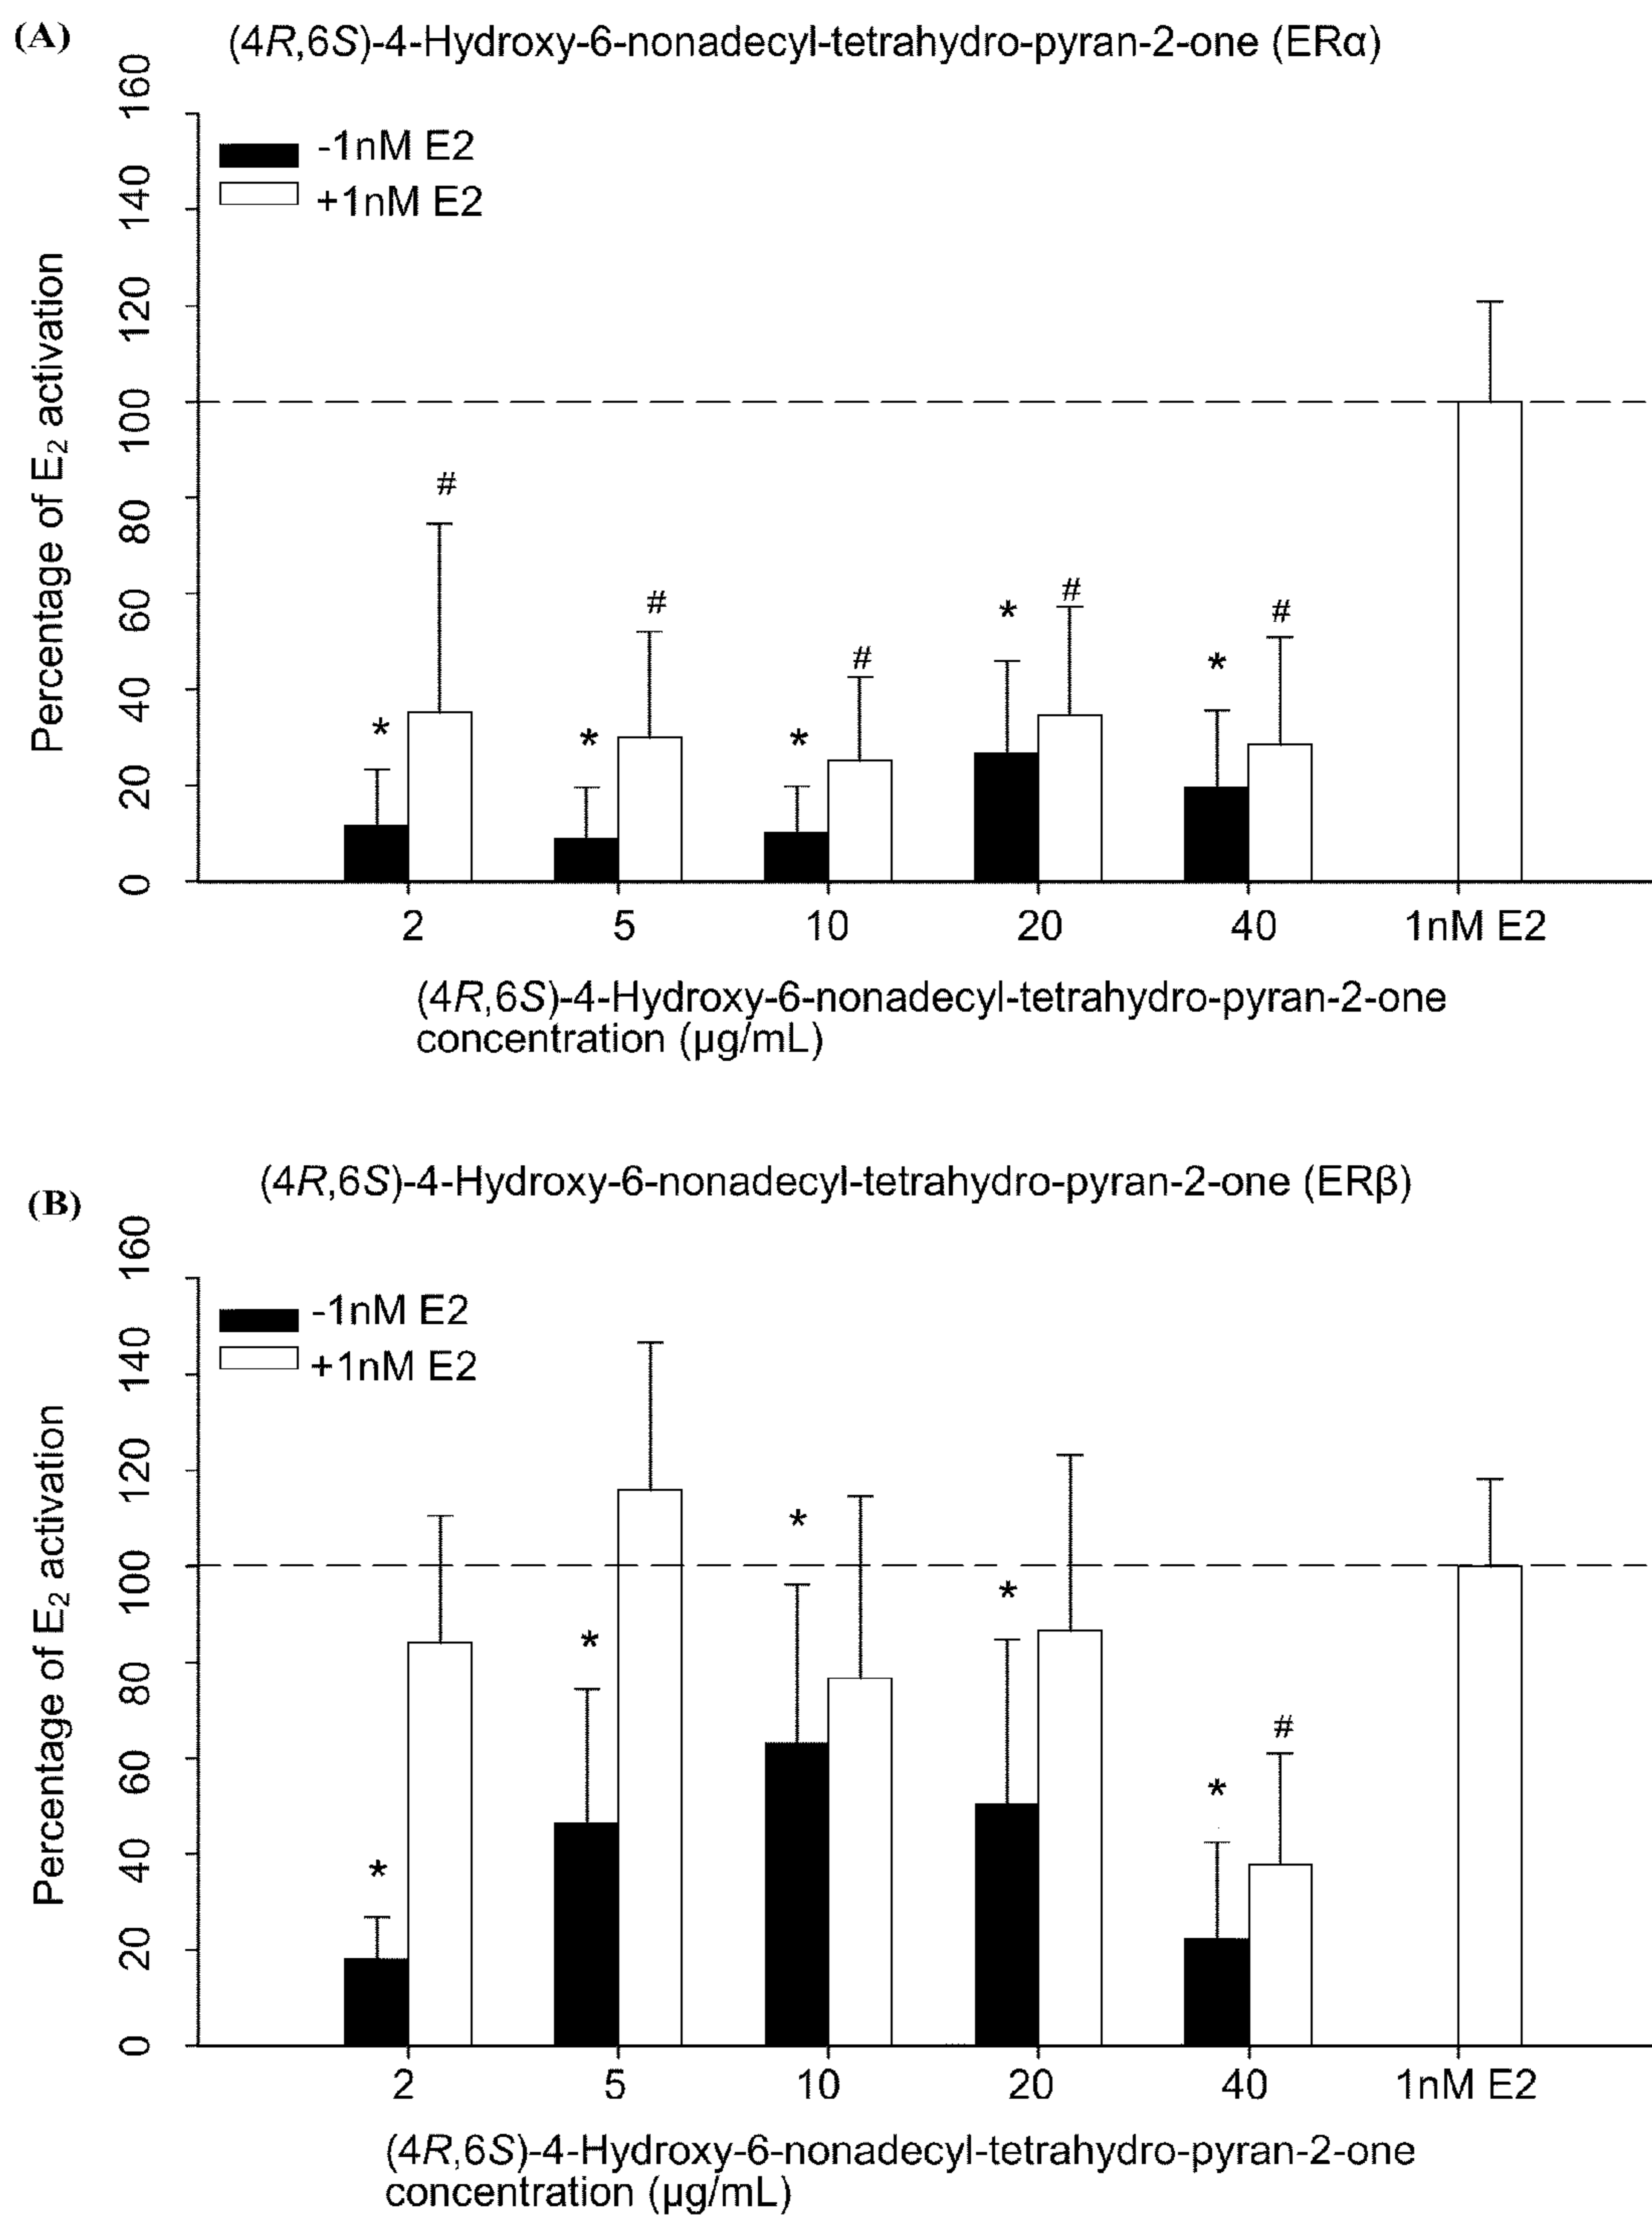 (A)
(4R,6S)-4-Hydroxy-6-nonadecyl-tetrahydro-pyran-2-one (ERα)
160
140
120
100
80
60
40
20
0
Percentage of E₂ activation
-1nM E2
+1nM E2
#
#
#
#
#
*
*
*
*
*
2 5 10 20 40 1nM E2
(4R,6S)-4-Hydroxy-6-nonadecyl-tetrahydro-pyran-2-one
concentration (µg/mL)
(B)
(4R,6S)-4-Hydroxy-6-nonadecyl-tetrahydro-pyran-2-one (ERβ)
160
140
120
100
80
60
40
20
0
Percentage of E₂ activation
-1nM E2
+1nM E2
*
*
*
*
*
#
2 5 10 20 40 1nM E2
(4R,6S)-4-Hydroxy-6-nonadecyl-tetrahydro-pyran-2-one
concentration (µg/mL)